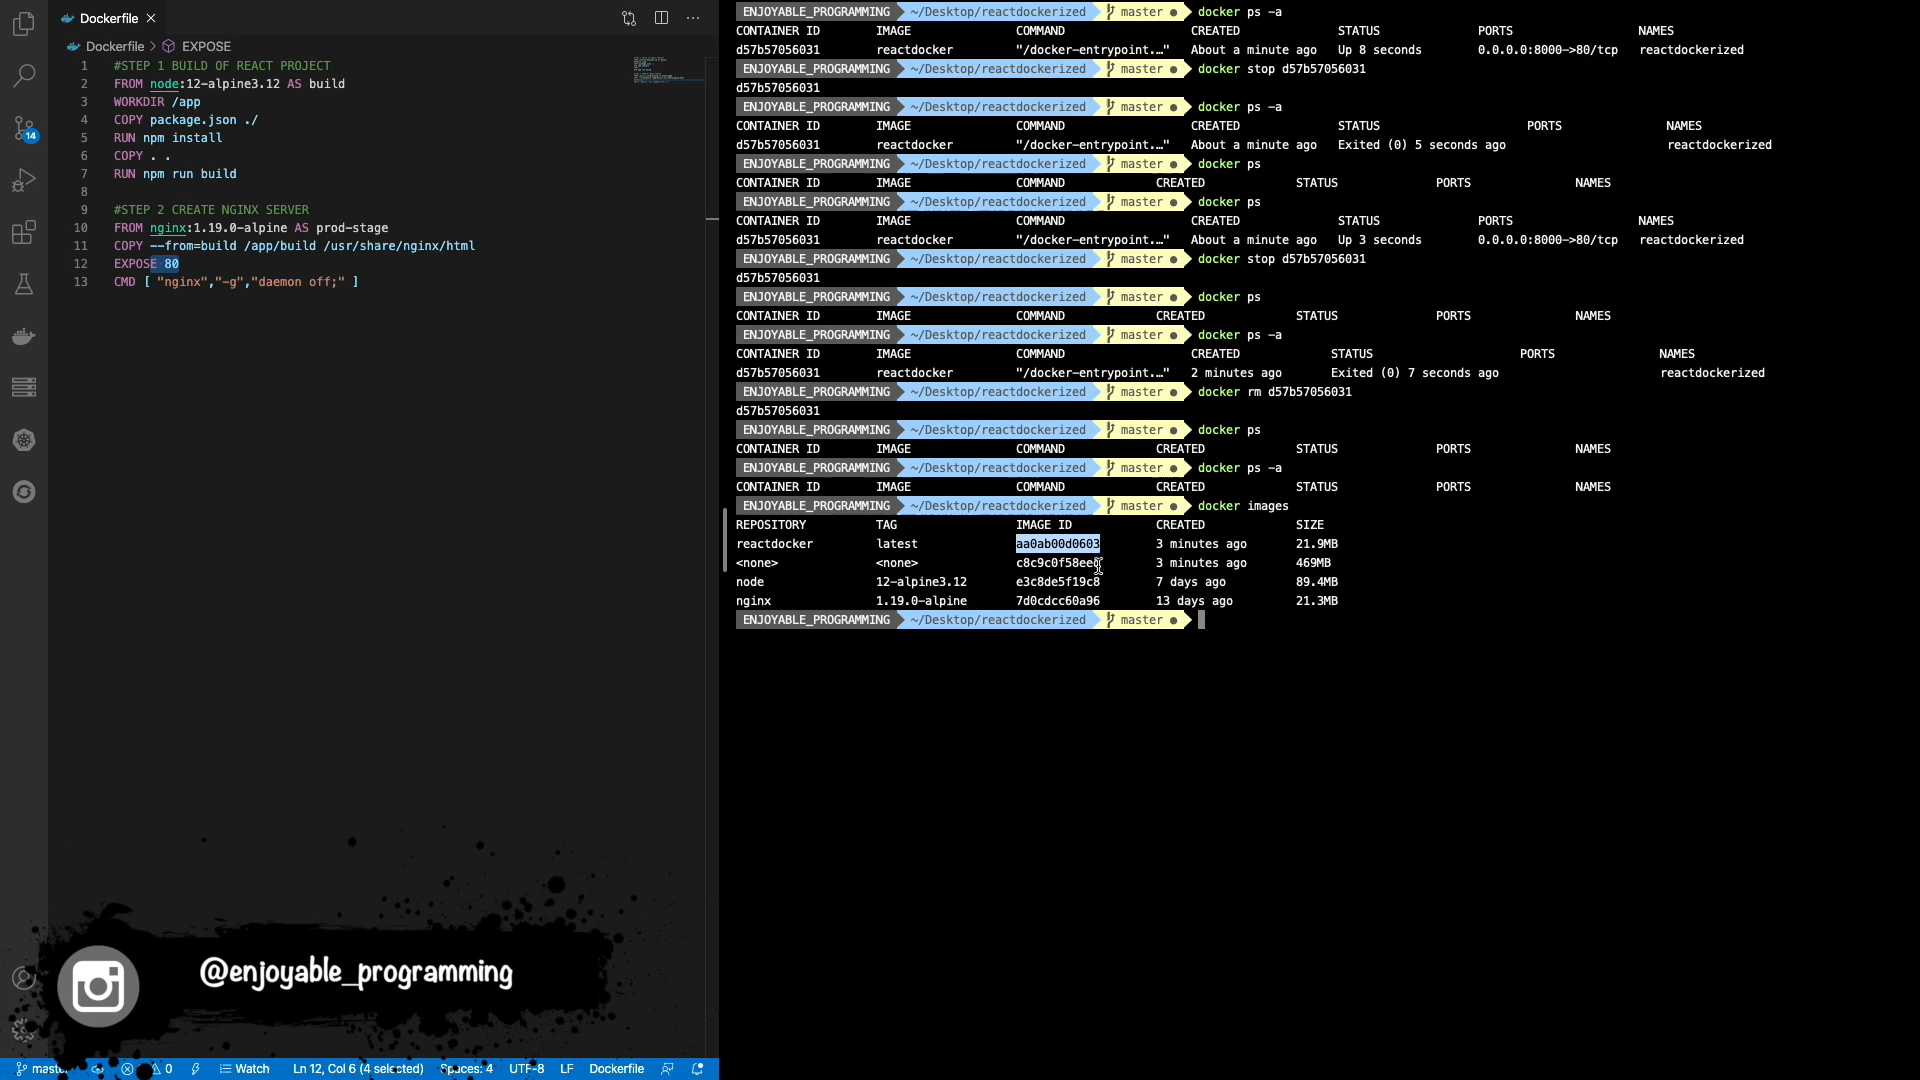 Dockerfile
Dockerfile > EXPOSE
1 #STEP 1 BUILD OF REACT PROJECT
2 FROM node:12-alpine3.12 AS build
3 WORKDIR /app
4 COPY package.json ./
5 RUN npm install
6 COPY . .
7 RUN npm run build
8
9 #STEP 2 CREATE NGINX SERVER
10 FROM nginx:1.19.0-alpine AS prod-stage
11 COPY --from=build /app/build /usr/share/nginx/html
12 EXPOSE 80
13 CMD [ "nginx","-g","daemon off;" ]
14
@enjoyable_programming
0 Watch Ln 12, Col 6 (4 selected) Spaces: 4 UTF-8 LF Dockerfile
ENJOYABLE_PROGRAMMING ~/Desktop/reactdockerized master ● docker ps -a
CONTAINER ID IMAGE COMMAND CREATED STATUS PORTS NAMES
d57b57056031 reactdocker "/docker-entrypoint.…" About a minute ago Up 8 seconds 0.0.0.0:8000->80/tcp reactdockerized
ENJOYABLE_PROGRAMMING ~/Desktop/reactdockerized master ● docker stop d57b57056031
d57b57056031
ENJOYABLE_PROGRAMMING ~/Desktop/reactdockerized master ● docker ps -a
CONTAINER ID IMAGE COMMAND CREATED STATUS PORTS NAMES
d57b57056031 reactdocker "/docker-entrypoint.…" About a minute ago Exited (0) 5 seconds ago reactdockerized
ENJOYABLE_PROGRAMMING ~/Desktop/reactdockerized master ● docker ps
CONTAINER ID IMAGE COMMAND CREATED STATUS PORTS NAMES
ENJOYABLE_PROGRAMMING ~/Desktop/reactdockerized master ● docker ps
CONTAINER ID IMAGE COMMAND CREATED STATUS PORTS NAMES
d57b57056031 reactdocker "/docker-entrypoint.…" About a minute ago Up 3 seconds 0.0.0.0:8000->80/tcp reactdockerized
ENJOYABLE_PROGRAMMING ~/Desktop/reactdockerized master ● docker stop d57b57056031
d57b57056031
ENJOYABLE_PROGRAMMING ~/Desktop/reactdockerized master ● docker ps
CONTAINER ID IMAGE COMMAND CREATED STATUS PORTS NAMES
ENJOYABLE_PROGRAMMING ~/Desktop/reactdockerized master ● docker ps -a
CONTAINER ID IMAGE COMMAND CREATED STATUS PORTS NAMES
d57b57056031 reactdocker "/docker-entrypoint.…" 2 minutes ago Exited (0) 7 seconds ago reactdockerized
ENJOYABLE_PROGRAMMING ~/Desktop/reactdockerized master ● docker rm d57b57056031
d57b57056031
ENJOYABLE_PROGRAMMING ~/Desktop/reactdockerized master ● docker ps
CONTAINER ID IMAGE COMMAND CREATED STATUS PORTS NAMES
ENJOYABLE_PROGRAMMING ~/Desktop/reactdockerized master ● docker ps -a
CONTAINER ID IMAGE COMMAND CREATED STATUS PORTS NAMES
ENJOYABLE_PROGRAMMING ~/Desktop/reactdockerized master ● docker images
REPOSITORY TAG IMAGE ID CREATED SIZE
reactdocker latest aa0ab00d0603 3 minutes ago 21.9MB
<none> <none> 3 minutes ago 469MB
node 12-alpine3.12 e3c8de5f19c8 7 days ago 89.4MB
nginx 1.19.0-alpine 7d0cdcc60a96 13 days ago 21.3MB
ENJOYABLE_PROGRAMMING ~/Desktop/reactdockerized master ●